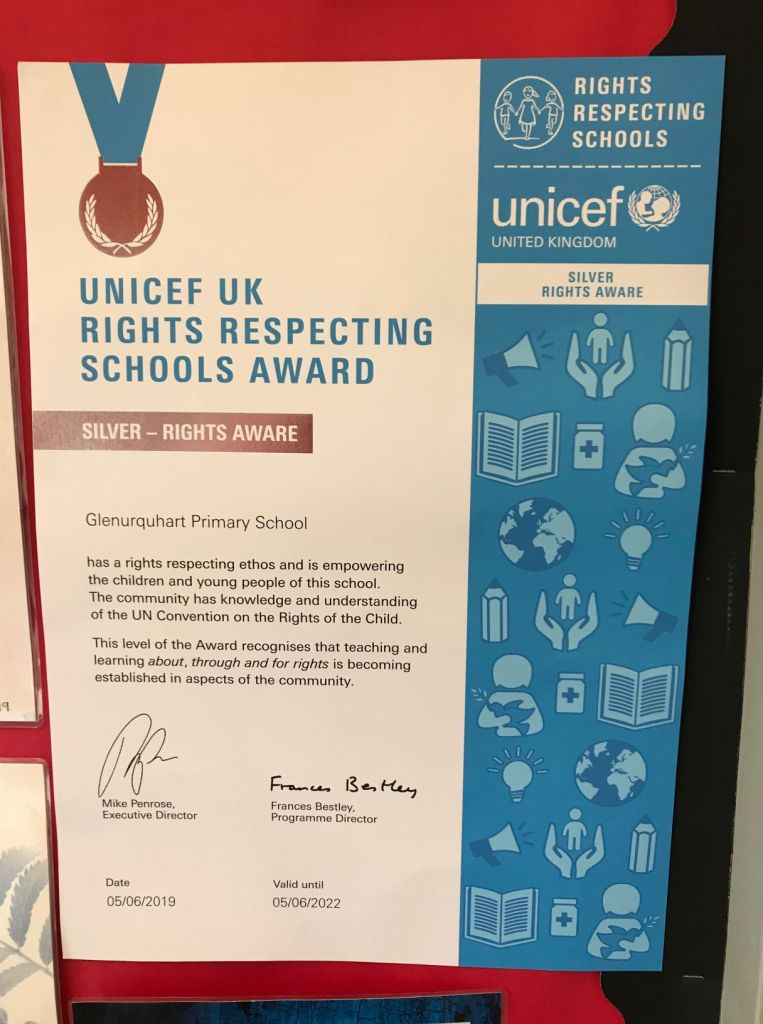 RIGHTS
RESPECTING
SCHOOLS
unicef
UNITED KINGDOM
SILVER
RIGHTS AWARE
UNICEF UK
RIGHTS RESPECTING
SCHOOLS AWARD
SILVER – RIGHTS AWARE
Glenurquhart Primary School
has a rights respecting ethos and is empowering
the children and young people of this school.
The community has knowledge and understanding
of the UN Convention on the Rights of the Child.
This level of the Award recognises that teaching and
learning about, through and for rights is becoming
established in aspects of the community.
Frances Bestley
Mike Penrose,
Executive Director
Frances Bestley,
Programme Director
Date
05/06/2019
Valid until
05/06/2022